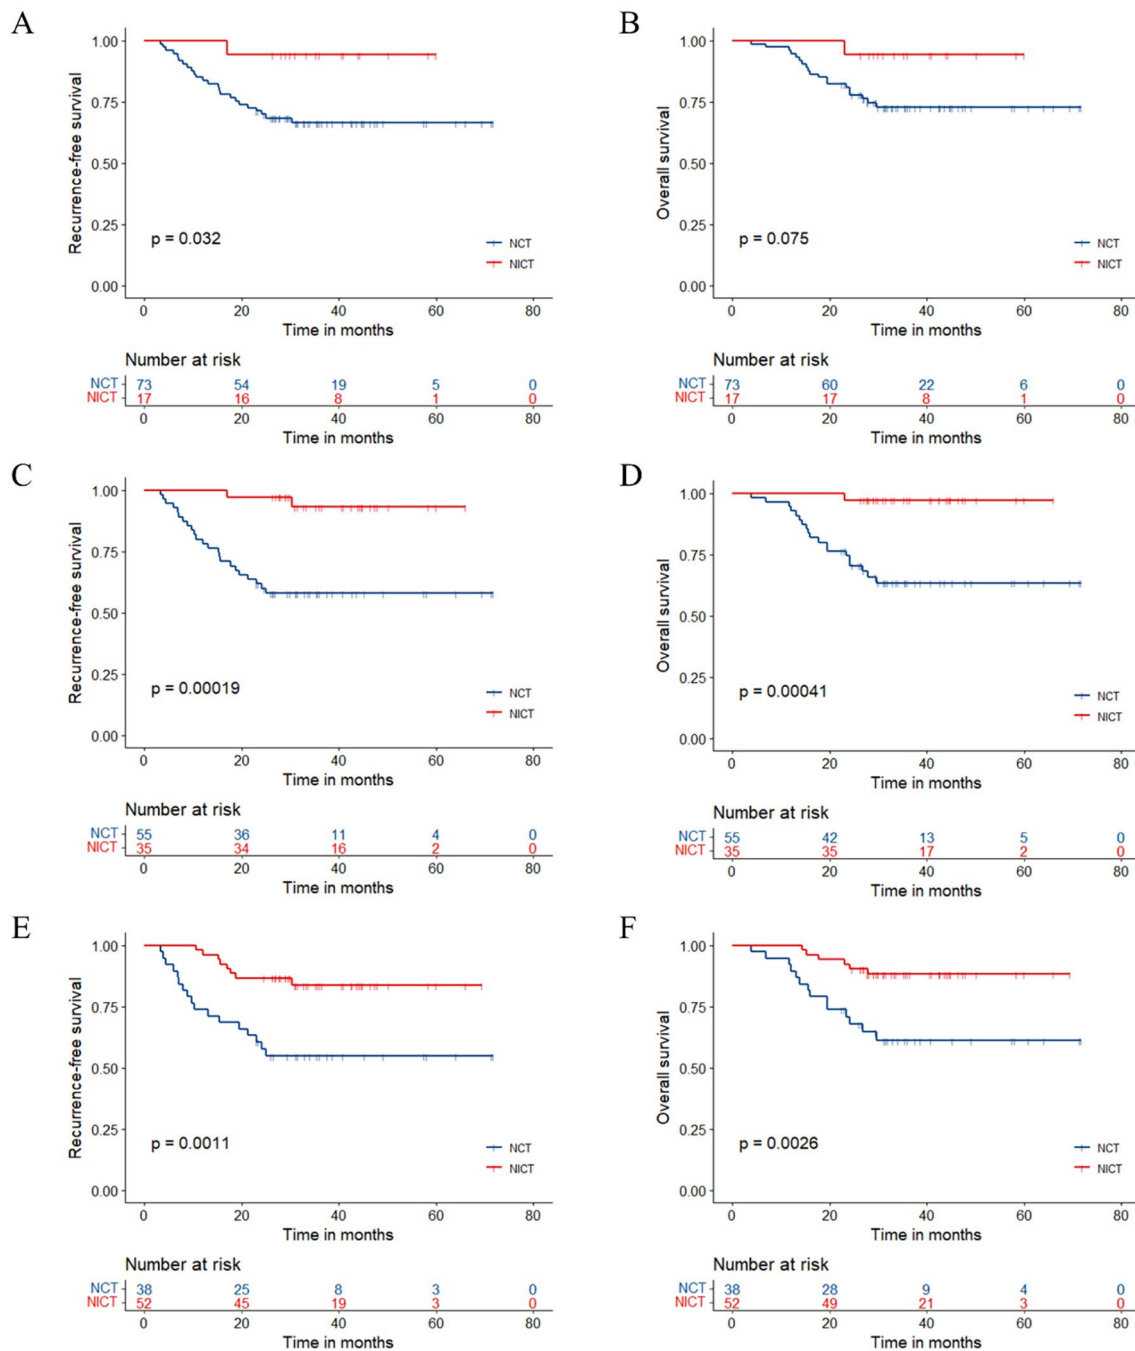 A
Recurrence-free survival
1.00
0.75
0.50
0.25
0.00
p = 0.032
NCT
NICT
0 20 40 60 80
Time in months
Number at risk
NCT 73 54 19 5 0
NICT 17 16 8 1 0
0 20 40 60 80
Time in months
B
Overall survival
1.00
0.75
0.50
0.25
0.00
p = 0.075
NCT
NICT
0 20 40 60 80
Time in months
Number at risk
NCT 73 60 22 6 0
NICT 17 17 8 1 0
0 20 40 60 80
Time in months
C
Recurrence-free survival
1.00
0.75
0.50
0.25
0.00
p = 0.00019
NCT
NICT
0 20 40 60 80
Time in months
Number at risk
NCT 55 36 11 4 0
NICT 35 34 16 2 0
0 20 40 60 80
Time in months
D
Overall survival
1.00
0.75
0.50
0.25
0.00
p = 0.00041
NCT
NICT
0 20 40 60 80
Time in months
Number at risk
NCT 55 42 13 5 0
NICT 35 35 17 2 0
0 20 40 60 80
Time in months
E
Recurrence-free survival
1.00
0.75
0.50
0.25
0.00
p = 0.0011
NCT
NICT
0 20 40 60 80
Time in months
Number at risk
NCT 38 25 8 3 0
NICT 52 45 19 3 0
0 20 40 60 80
Time in months
F
Overall survival
1.00
0.75
0.50
0.25
0.00
p = 0.0026
NCT
NICT
0 20 40 60 80
Time in months
Number at risk
NCT 38 28 9 4 0
NICT 52 49 21 3 0
0 20 40 60 80
Time in months